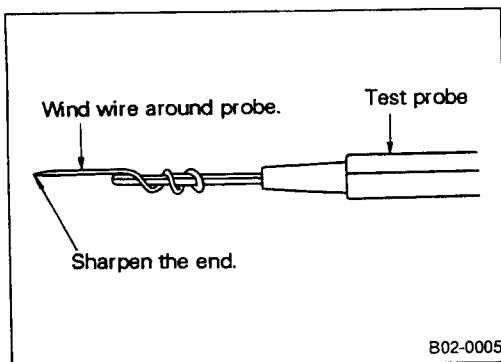 Wind wire around probe.
Test probe
Sharpen the end.
B02-0005